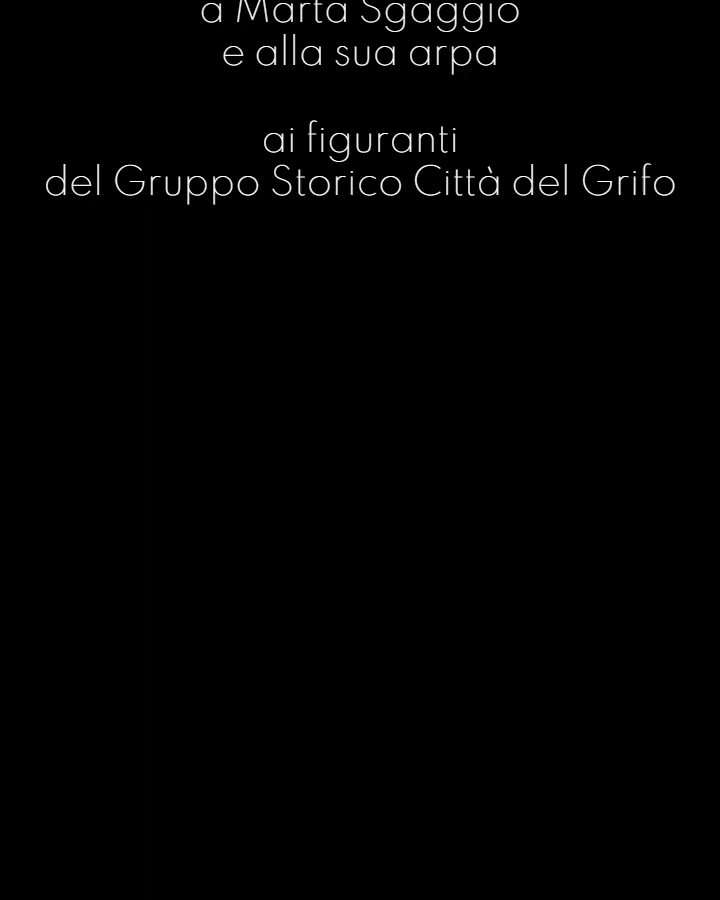 a Marta Sgaggio
e alla sua arpa
ai figuranti
del Gruppo Storico Città del Grifo